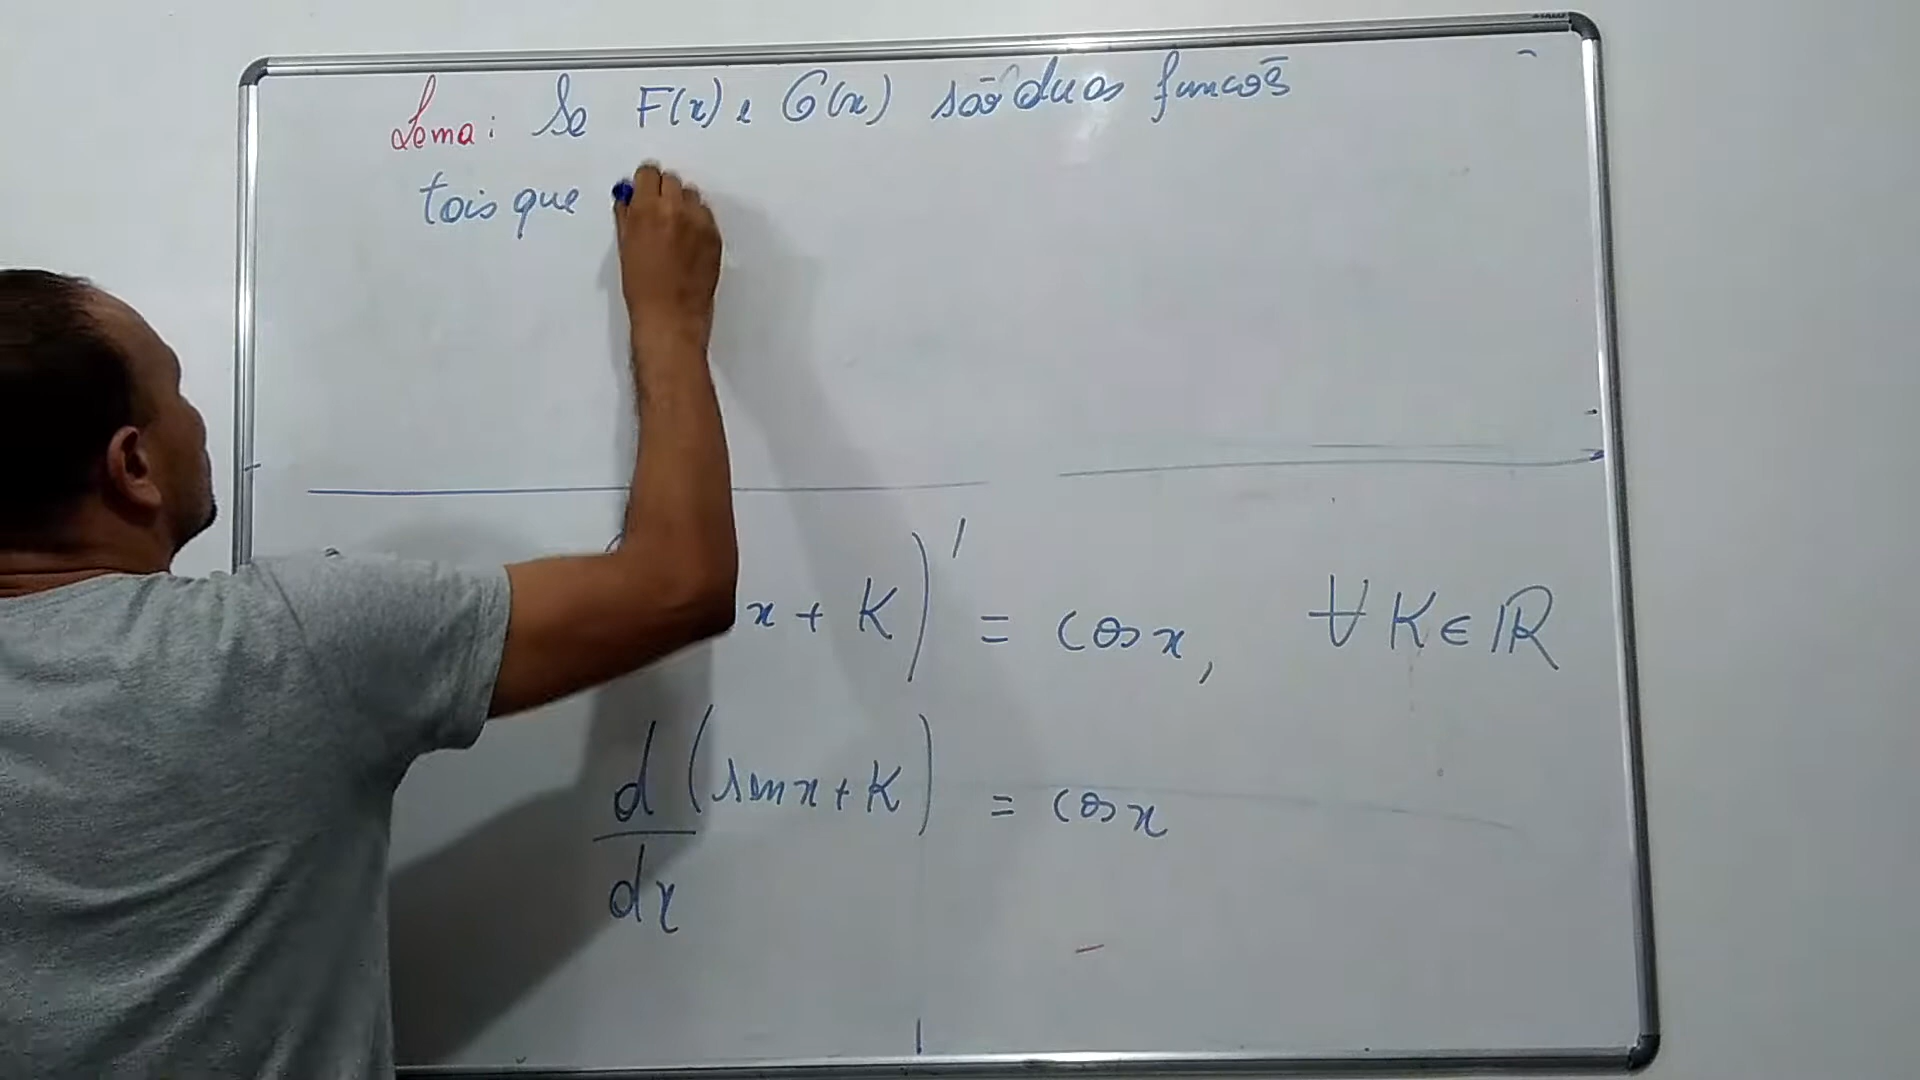 Lema: Se F(x) e G(x) são duas funcões
tais que
x + K)' = cos x, ∀ K ∈ ℝ
d/dx (sen x + K) = cos x